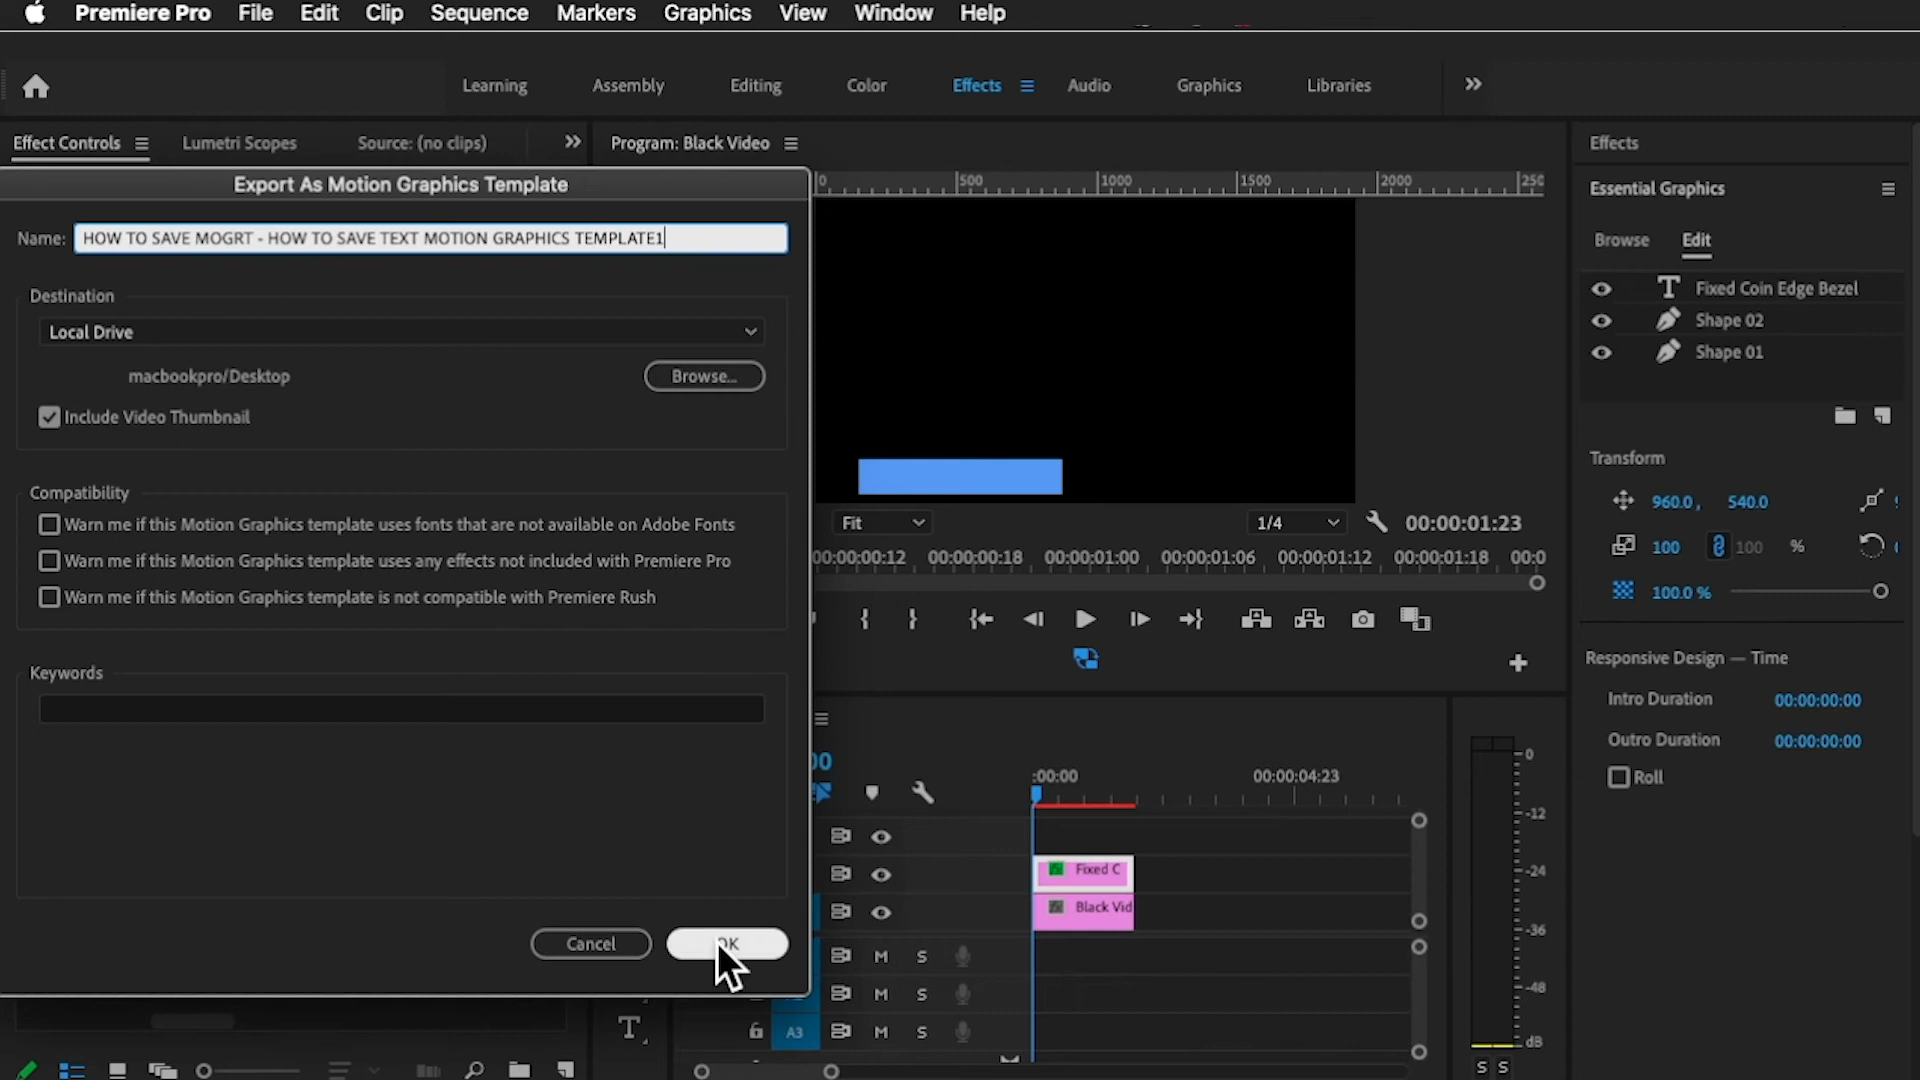 Premiere Pro File Edit Clip Sequence Markers Graphics View Window Help
Learning Assembly Editing Color Effects Audio Graphics Libraries
Effect Controls Lumetri Scopes Source: (no clips) Program: Black Video
Export As Motion Graphics Template
Name: HOW TO SAVE MOGRT - HOW TO SAVE TEXT MOTION GRAPHICS TEMPLATE1
Destination
Local Drive
macbookpro/Desktop Browse...
Include Video Thumbnail
Compatibility
Warn me if this Motion Graphics template uses fonts that are not available on Adobe Fonts
Warn me if this Motion Graphics template uses any effects not included with Premiere Pro
Warn me if this Motion Graphics template is not compatible with Premiere Rush
Keywords
Cancel OK
0 500 1000 1500 2000 250
Fit 1/4 00:00:01:23
00:00:00:12 00:00:00:18 00:00:01:00 00:00:01:06 00:00:01:12 00:00:01:18 00:0
00
:00:00 00:00:04:23
Fixed C
Black Vid
M S
M S
A3 M S
T
0
-12
-24
-36
-48
dB
S S
Effects
Essential Graphics
Browse Edit
T Fixed Coin Edge Bezel
Shape 02
Shape 01
Transform
960.0 , 540.0
100 100 %
100.0 %
Responsive Design — Time
Intro Duration 00:00:00:00
Outro Duration 00:00:00:00
Roll